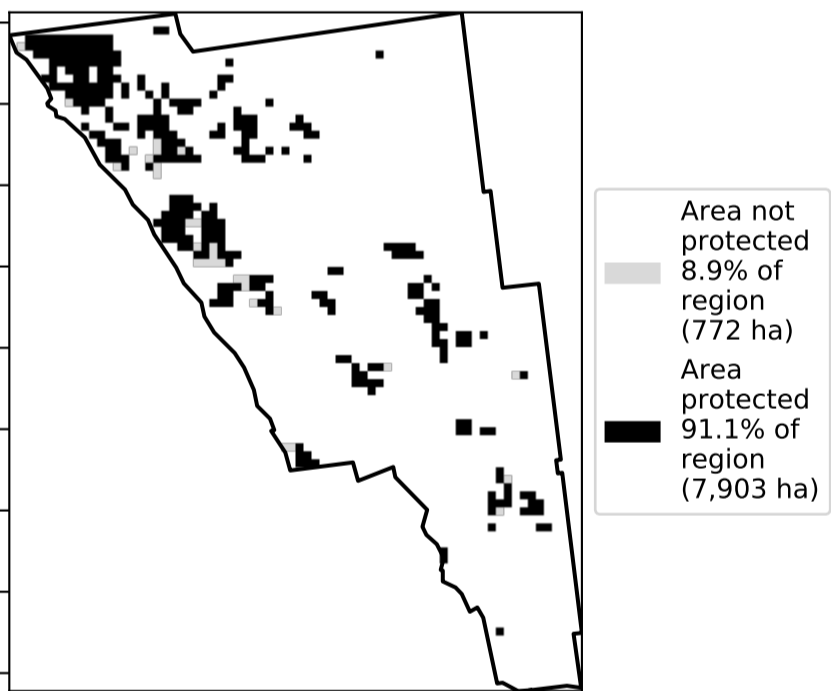 Area not
protected
8.9% of
region
(772 ha)
Area
protected
91.1% of
region
(7,903 ha)